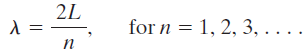 λ = 2L/n, for n = 1, 2, 3, . . . .